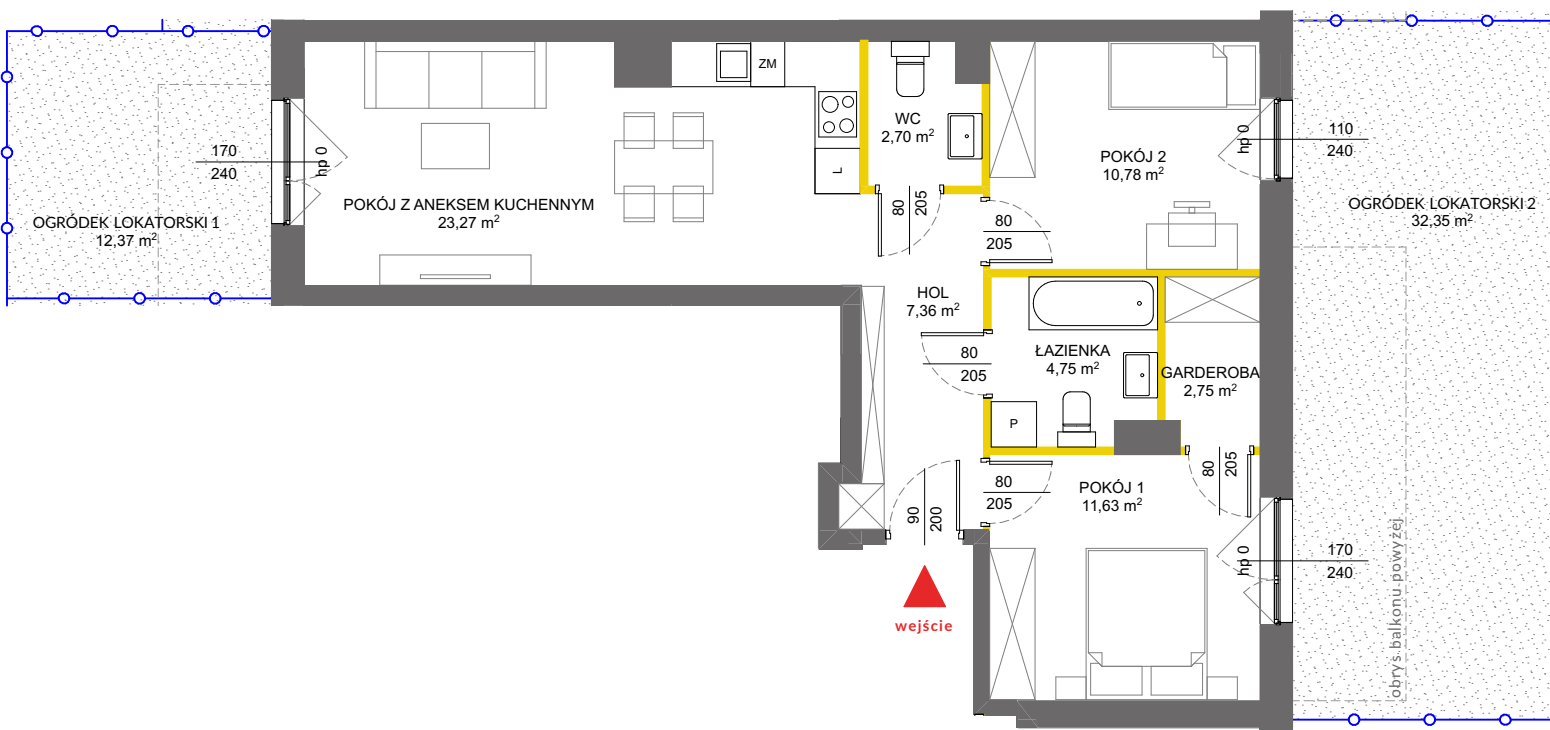 OGRÓDEK LOKATORSKI 1
12,37 m²
170
240
hp 0
POKÓJ Z ANEKSEM KUCHENNYM
23,27 m²
ZM
L
WC
2,70 m²
80
205
POKÓJ 2
10,78 m²
80
205
hp 0
110
240
OGRÓDEK LOKATORSKI 2
32,35 m²
HOL
7,36 m²
80
205
ŁAZIENKA
4,75 m²
P
GARDEROBA
2,75 m²
80
205
80
205
POKÓJ 1
11,63 m²
90
200
wejście
hp 0
170
240
obrys balkonu powyżej